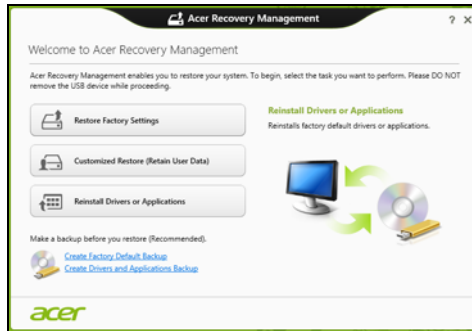 Acer Recovery Management
? X
Welcome to Acer Recovery Management
Acer Recovery Management enables you to restore your system. To begin, select the task you want to perform. Please DO NOT
remove the USB device while proceeding.
Restore Factory Settings
Customized Restore (Retain User Data)
Reinstall Drivers or Applications
Reinstall Drivers or Applications
Reinstalls factory default drivers or applications.
Make a backup before you restore (Recommended).
Create Factory Default Backup
Create Drivers and Applications Backup
acer